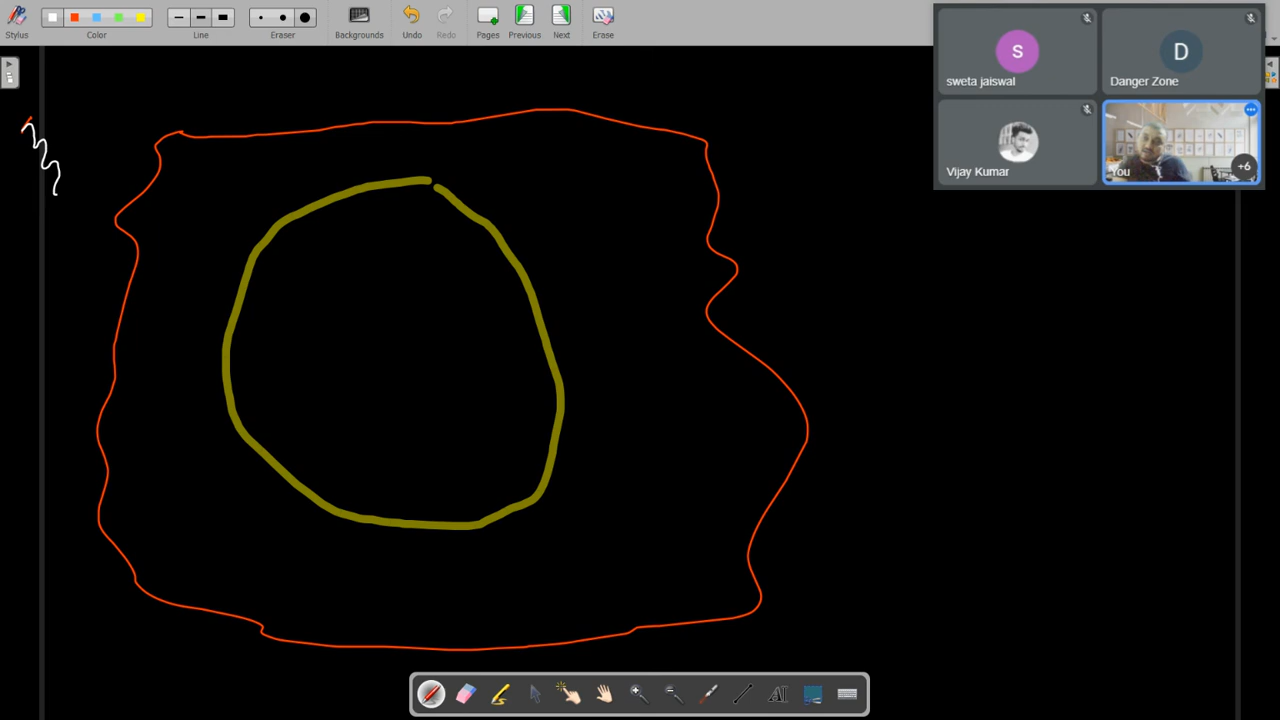 Stylus
Color
Line
Eraser
Backgrounds
Undo
Redo
Pages
Previous
Next
Erase
S
sweta jaiswal
D
Danger Zone
Vijay Kumar
You
+6
AI